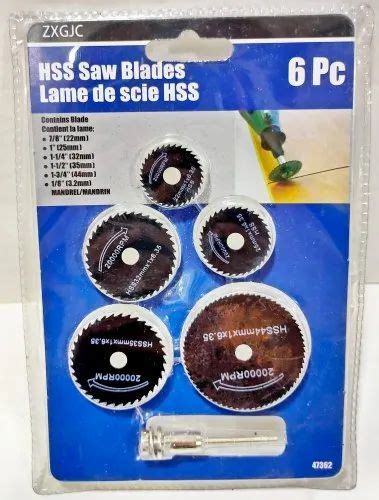 ZXGJC
HSS Saw Blades
Lame de scie HSS
6 Pc
Contains Blade
Contient la lame:
• 7/8" (22mm)
• 1" (25mm)
• 1-1/4" (32mm)
• 1-1/2" (35mm)
• 1-3/4" (44mm)
• 1/8" (3.2mm)
MANDREL/MANDRIN
20000RPM
HSS32mmx1x6.35
20000RPM
HSS35mmx1x6.35
20000RPM
HSS44mmx1x6.35
47362